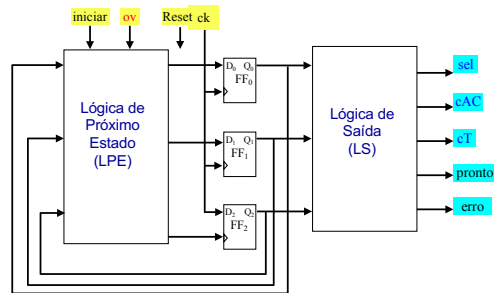 iniciar ov Reset ck
D0 Q0
FF0
sel
Lógica de
Próximo
Estado
(LPE)
Lógica de
Saída
(LS)
cAC
D1 Q1
FF1
cT
pronto
D2 Q2
FF2
erro